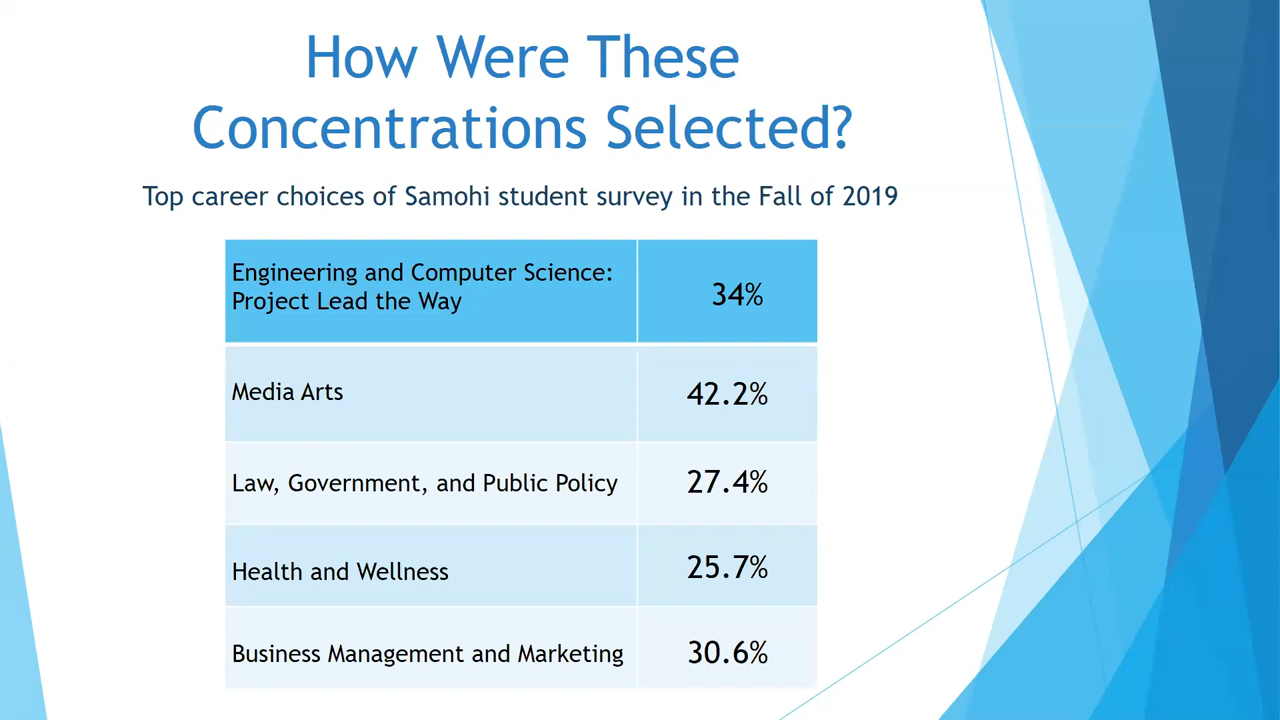 How Were These
Concentrations Selected?
Top career choices of Samohi student survey in the Fall of 2019
Engineering and Computer Science:
Project Lead the Way
34%
Media Arts
42.2%
Law, Government, and Public Policy
27.4%
Health and Wellness
25.7%
Business Management and Marketing
30.6%